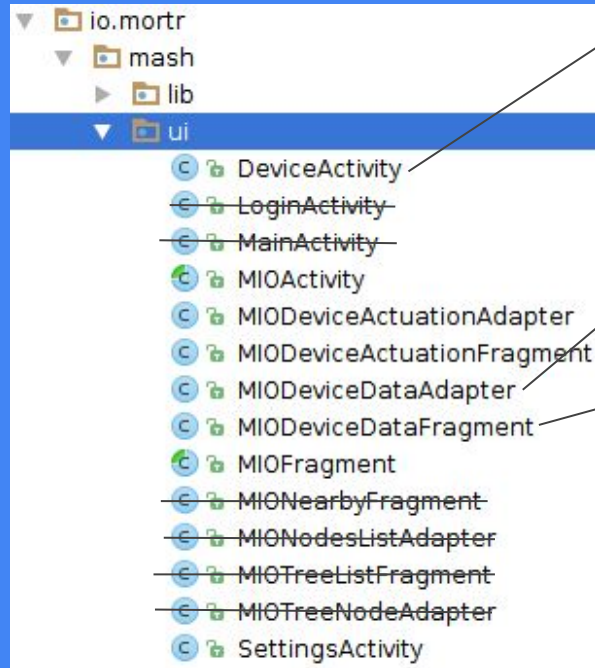 io.mortr
mash
lib
ui
DeviceActivity
LoginActivity
MainActivity
MIOActivity
MIODeviceActuationAdapter
MIODeviceActuationFragment
MIODeviceDataAdapter
MIODeviceDataFragment
MIOFragment
MIONearbyFragment
MIONodesListAdapter
MIOTreeListFragment
MIOTreeNodeAdapter
SettingsActivity